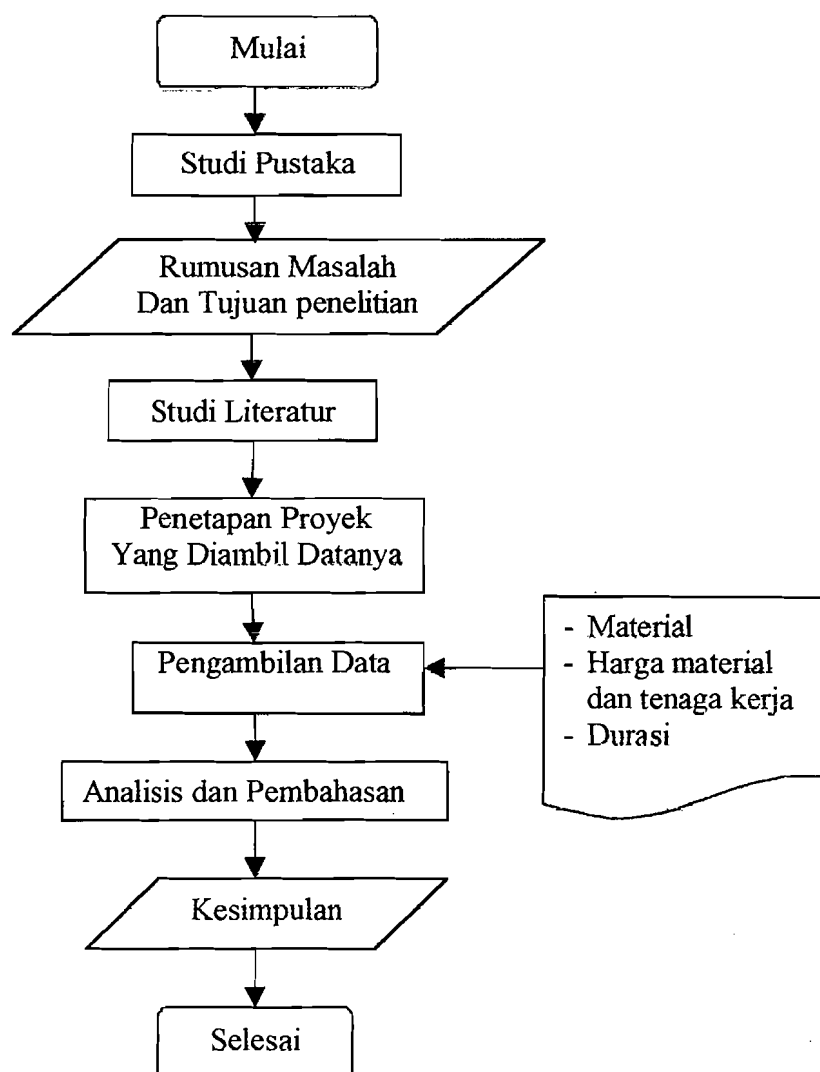 Mulai
Studi Pustaka
Rumusan Masalah
Dan Tujuan penelitian
Studi Literatur
Penetapan Proyek
Yang Diambil Datanya
Pengambilan Data
- Material
- Harga material
dan tenaga kerja
- Durasi
Analisis dan Pembahasan
Kesimpulan
Selesai